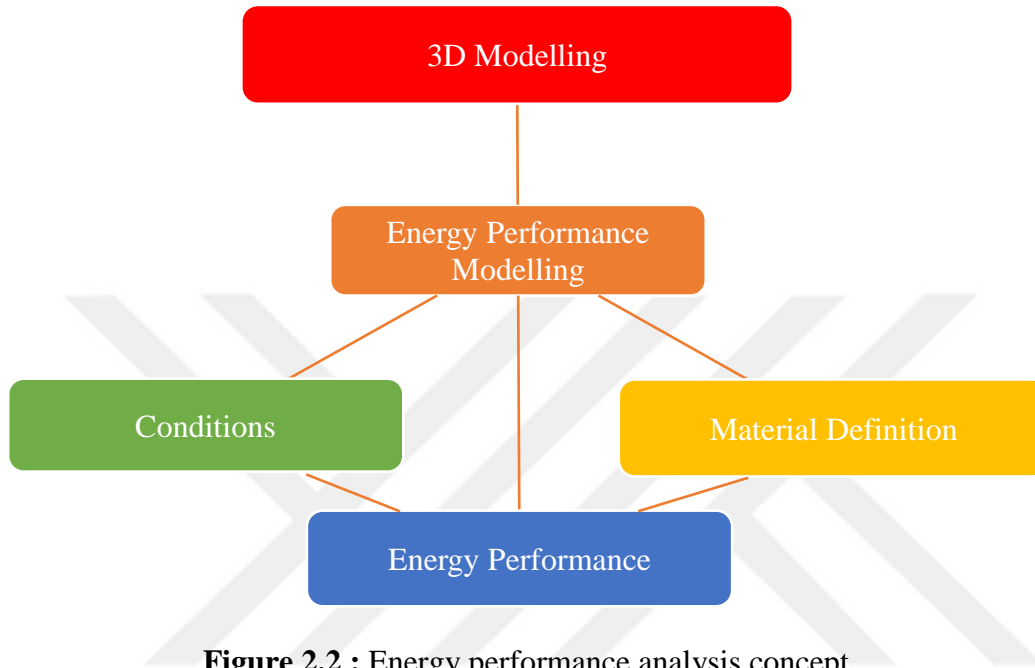 3D Modelling
Energy Performance
Modelling
Conditions
Material Definition
Energy Performance
Figure 2.2 : Energy performance analysis concept